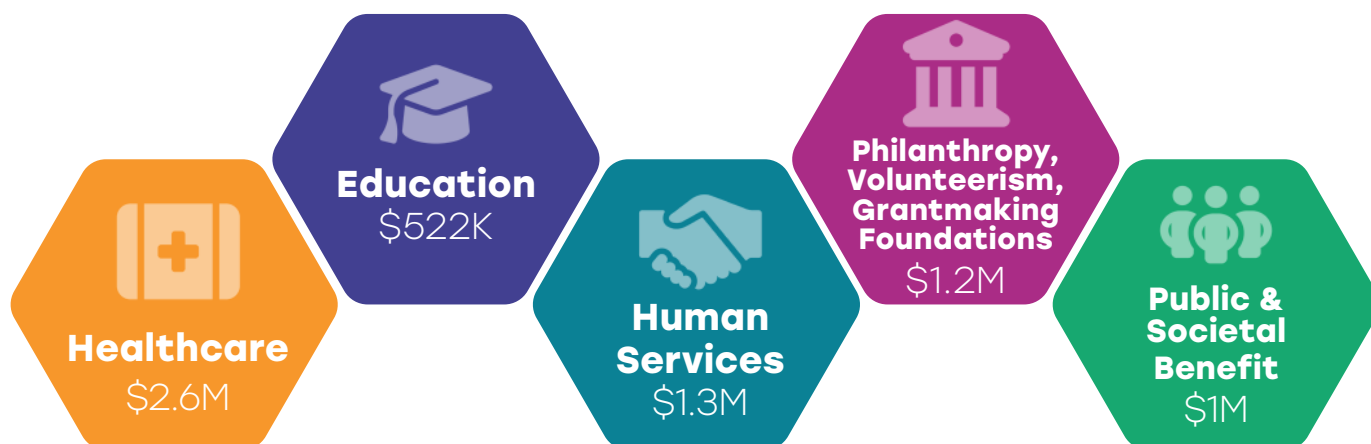 Healthcare
$2.6M
Education
$522K
Human
Services
$1.3M
Philanthropy,
Volunteerism,
Grantmaking
Foundations
$1.2M
Public &
Societal
Benefit
$1M